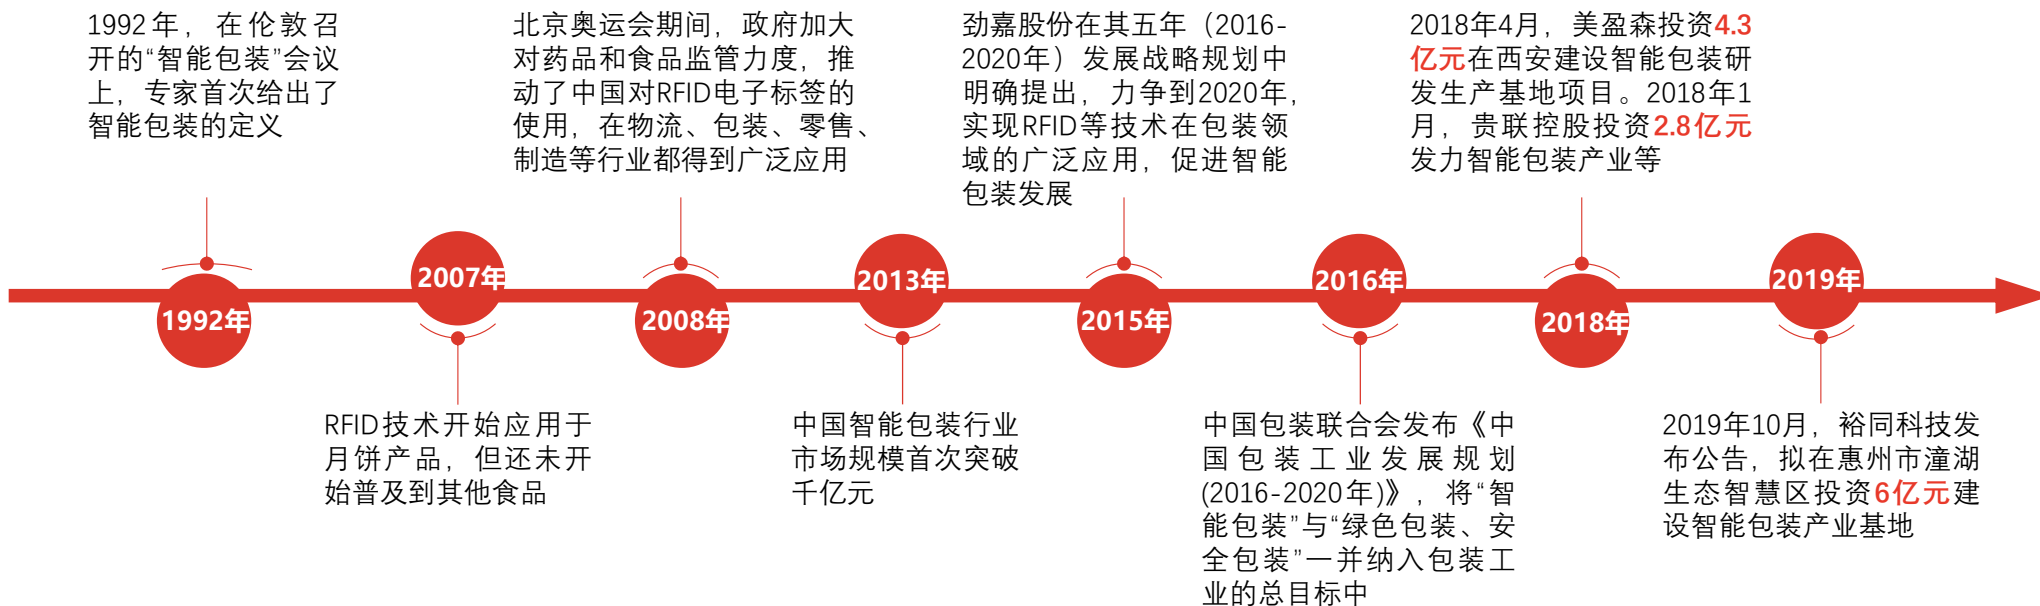 1992年，在伦敦召
开的“智能包装”会议
上，专家首次给出了
智能包装的定义
北京奥运会期间，政府加大
对药品和食品监管力度，推
动了中国对RFID电子标签的
使用，在物流、包装、零售、
制造等行业都得到广泛应用
劲嘉股份在其五年（2016-
2020年）发展战略规划中
明确提出，力争到2020年，
实现RFID等技术在包装领
域的广泛应用，促进智能
包装发展
2018年4月，美盈森投资4.3
亿元在西安建设智能包装研
发生产基地项目。2018年1
月，贵联控股投资2.8亿元
发力智能包装产业等
1992年
2007年
2008年
2013年
2015年
2016年
2018年
2019年
RFID技术开始应用于
月饼产品，但还未开
始普及到其他食品
中国智能包装行业
市场规模首次突破
千亿元
中国包装联合会发布《中
国包装工业发展规划
(2016-2020年)》，将“智
能包装”与“绿色包装、安
全包装”一并纳入包装工
业的总目标中
2019年10月，裕同科技发
布公告，拟在惠州市潼湖
生态智慧区投资6亿元建
设智能包装产业基地